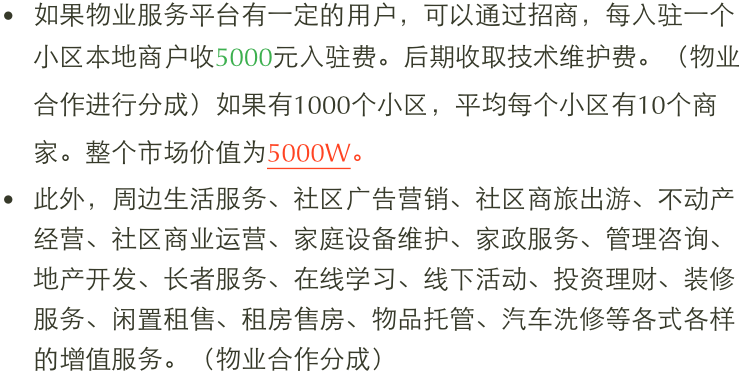 • 如果物业服务平台有一定的用户，可以通过招商，每入驻一个
小区本地商户收5000元入驻费。后期收取技术维护费。（物业
合作进行分成）如果有1000个小区，平均每个小区有10个商
家。整个市场价值为5000W。
• 此外，周边生活服务、社区广告营销、社区商旅出游、不动产
经营、社区商业运营、家庭设备维护、家政服务、管理咨询、
地产开发、长者服务、在线学习、线下活动、投资理财、装修
服务、闲置租售、租房售房、物品托管、汽车洗修等各式各样
的增值服务。（物业合作分成）